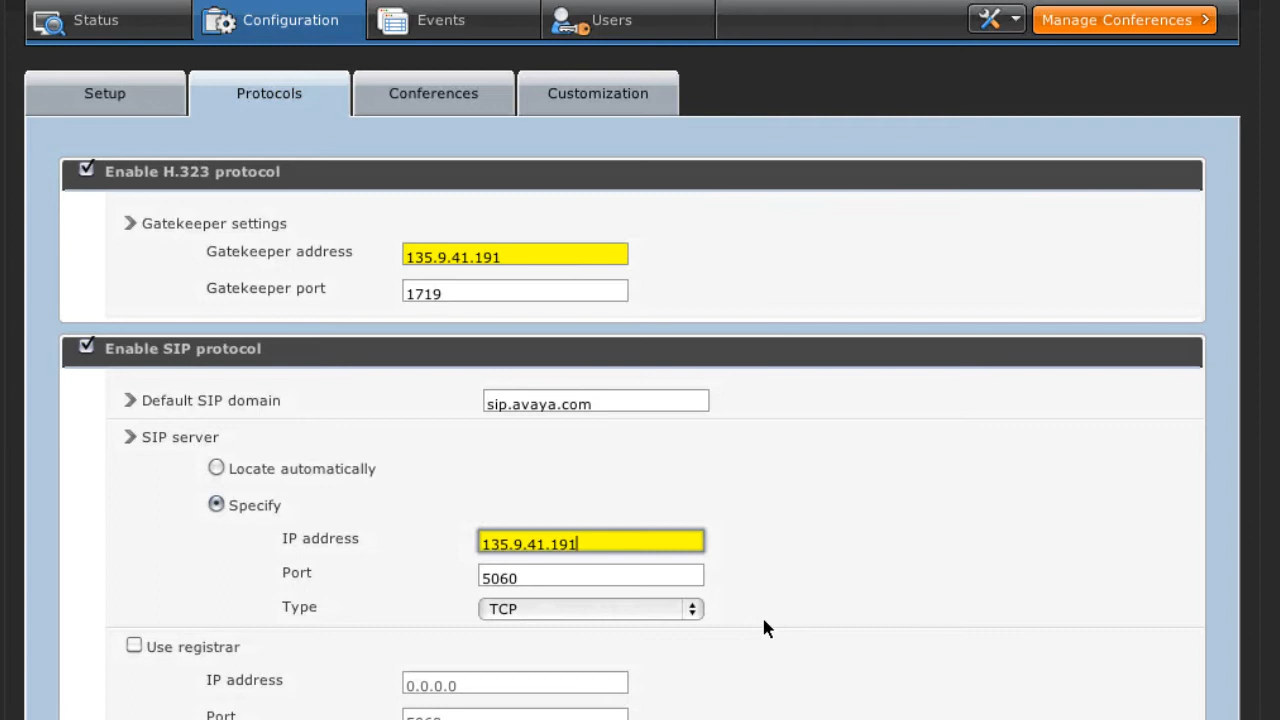 Status Configuration Events Users Manage Conferences
Setup Protocols Conferences Customization
Enable H.323 protocol
Gatekeeper settings
Gatekeeper address 135.9.41.191
Gatekeeper port 1719
Enable SIP protocol
Default SIP domain sip.avaya.com
SIP server
Locate automatically
Specify
IP address 135.9.41.191
Port 5060
Type TCP
Use registrar
IP address 0.0.0.0
Port 5060